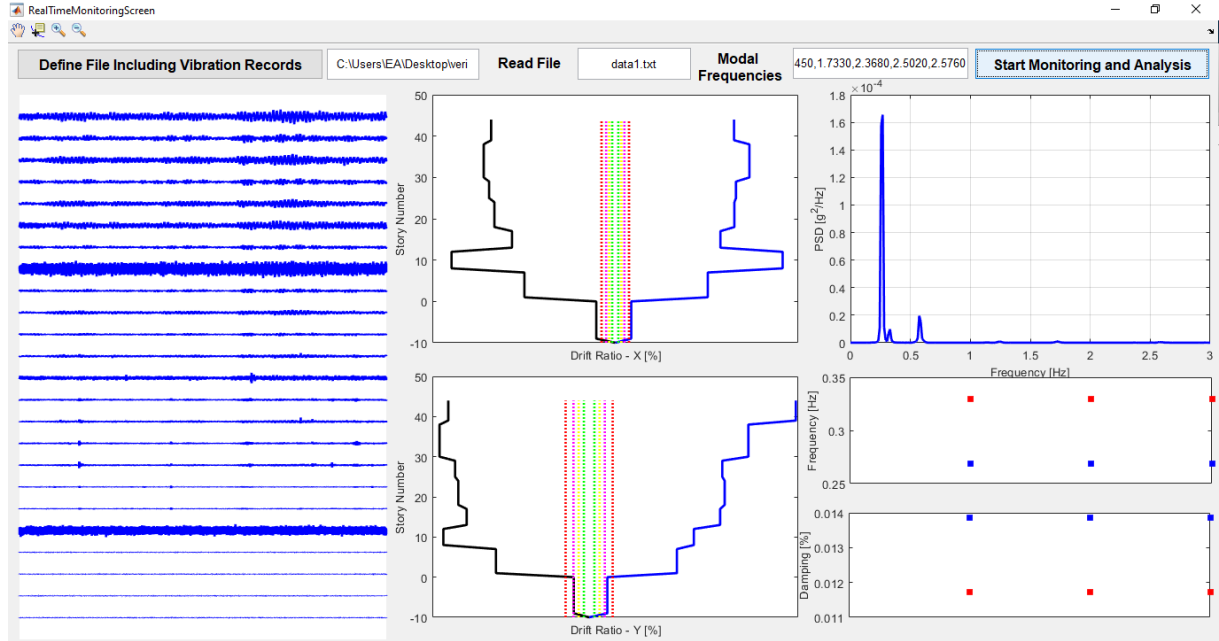 RealTimeMonitoringScreen
Define File Including Vibration Records
C:\Users\EA\Desktop\veri
Read File
data1.txt
Modal
Frequencies
450,1.7330,2.3680,2.5020,2.5760
Start Monitoring and Analysis
50
40
30
20
10
0
-10
Story Number
Drift Ratio - X [%]
×10⁻⁴
1.8
1.6
1.4
1.2
1
0.8
0.6
0.4
0.2
0
PSD [g²/Hz]
0
0.5
1
1.5
2
2.5
3
Frequency [Hz]
50
40
30
20
10
0
-10
Story Number
Drift Ratio - Y [%]
0.35
0.3
0.25
Frequency [Hz]
0.014
0.013
0.012
0.011
Damping [%]